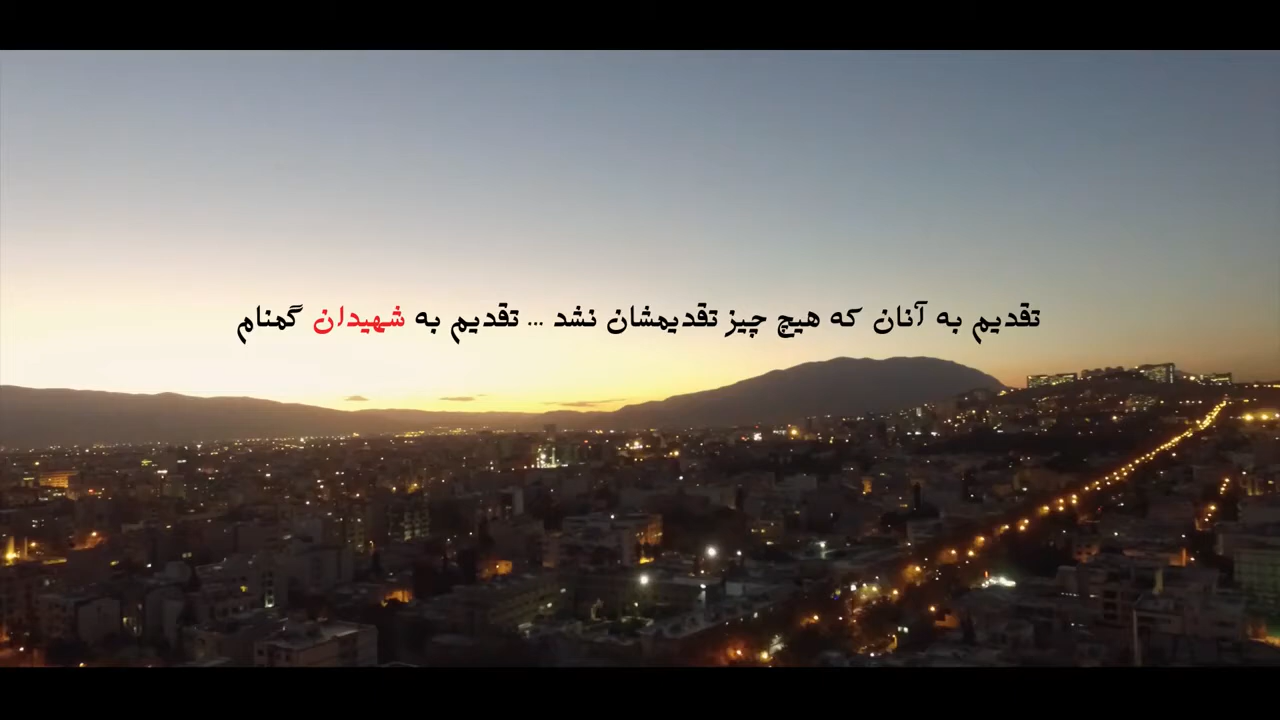 تقدیم به آنان که هیچ چیز تقدیمشان نشد ... تقدیم به شهیدان گمنام